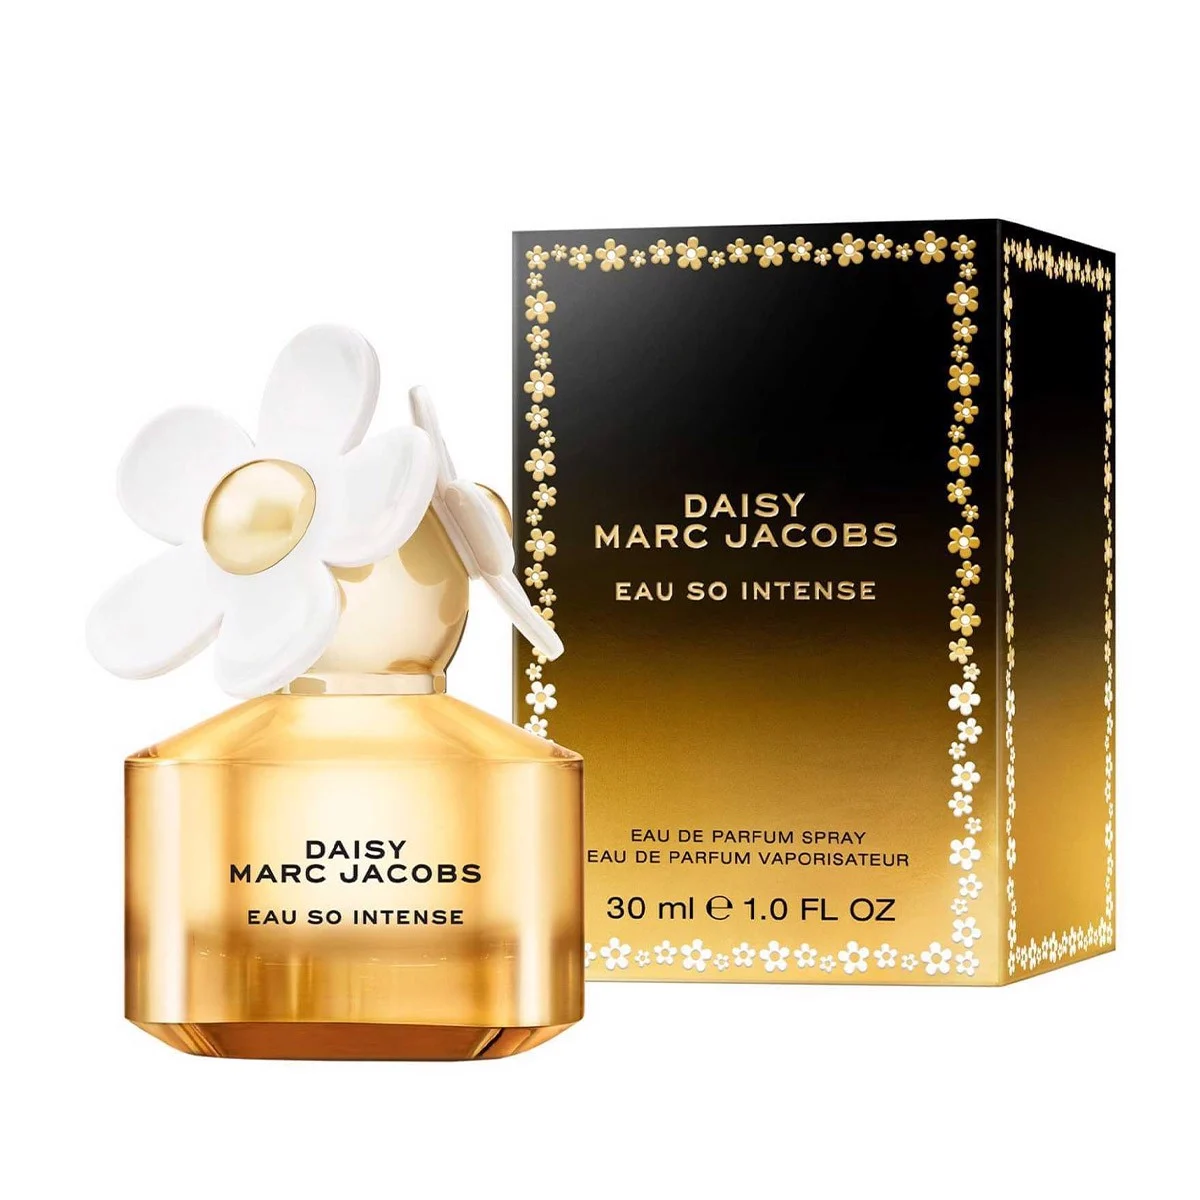 DAISY
MARC JACOBS
EAU SO INTENSE
DAISY
MARC JACOBS
EAU SO INTENSE
EAU DE PARFUM SPRAY
EAU DE PARFUM VAPORISATEUR
30 ml ℮ 1.0 FL OZ